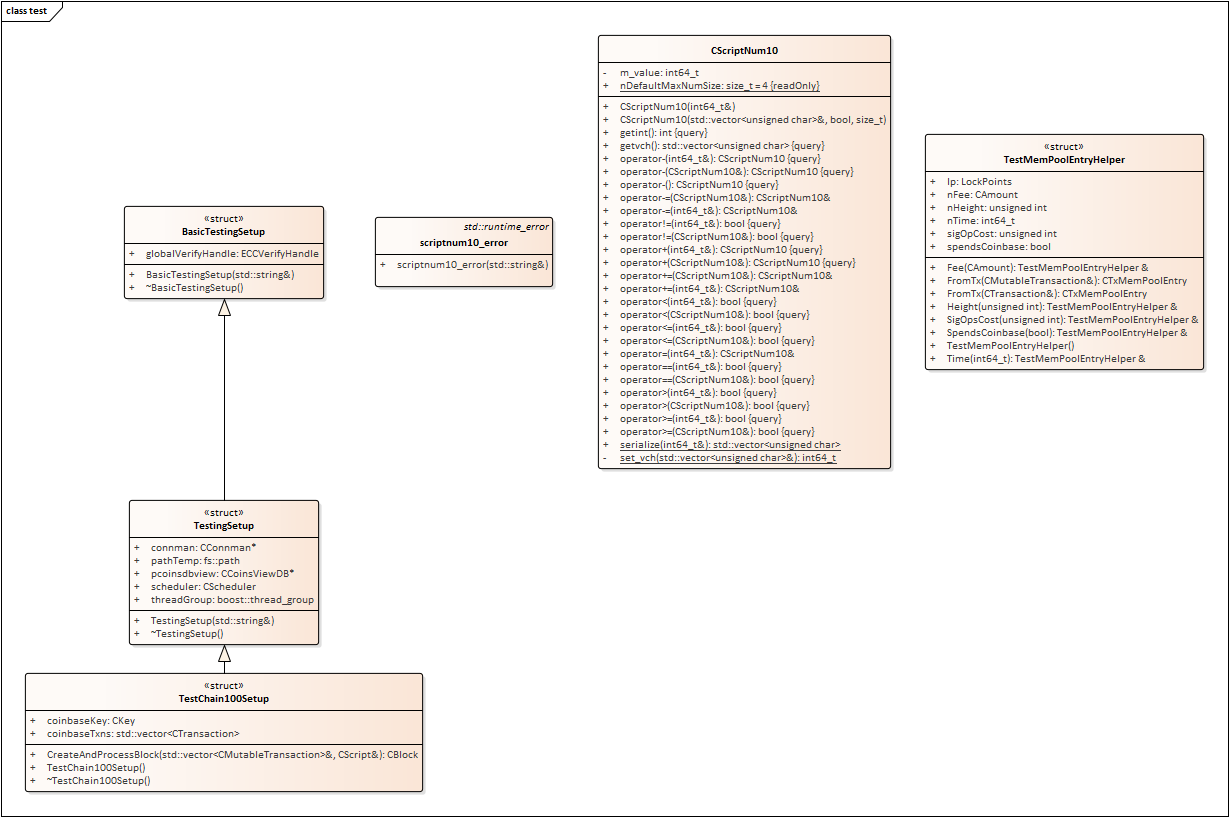 class test
CScriptNum10
- m_value: int64_t
+ nDefaultMaxNumSize: size_t = 4 {readOnly}
+ CScriptNum10(int64_t&)
+ CScriptNum10(std::vector<unsigned char>&, bool, size_t)
+ getint(): int {query}
+ getvch(): std::vector<unsigned char> {query}
+ operator-(int64_t&): CScriptNum10 {query}
+ operator-(CScriptNum10&): CScriptNum10 {query}
+ operator-(): CScriptNum10 {query}
+ operator-=(CScriptNum10&): CScriptNum10&
+ operator-=(int64_t&): CScriptNum10&
+ operator!=(int64_t&): bool {query}
+ operator!=(CScriptNum10&): bool {query}
+ operator+(int64_t&): CScriptNum10 {query}
+ operator+(CScriptNum10&): CScriptNum10 {query}
+ operator+=(CScriptNum10&): CScriptNum10&
+ operator+=(int64_t&): CScriptNum10&
+ operator<(int64_t&): bool {query}
+ operator<(CScriptNum10&): bool {query}
+ operator<=(int64_t&): bool {query}
+ operator<=(CScriptNum10&): bool {query}
+ operator=(int64_t&): CScriptNum10&
+ operator==(int64_t&): bool {query}
+ operator==(CScriptNum10&): bool {query}
+ operator>(int64_t&): bool {query}
+ operator>(CScriptNum10&): bool {query}
+ operator>=(int64_t&): bool {query}
+ operator>=(CScriptNum10&): bool {query}
+ serialize(int64_t&): std::vector<unsigned char>
- set_vch(std::vector<unsigned char>&): int64_t
«struct»
TestMemPoolEntryHelper
+ lp: LockPoints
+ nFee: CAmount
+ nHeight: unsigned int
+ nTime: int64_t
+ sigOpCost: unsigned int
+ spendsCoinbase: bool
+ Fee(CAmount): TestMemPoolEntryHelper &
+ FromTx(CMutableTransaction&): CTxMemPoolEntry
+ FromTx(CTransaction&): CTxMemPoolEntry
+ Height(unsigned int): TestMemPoolEntryHelper &
+ SigOpsCost(unsigned int): TestMemPoolEntryHelper &
+ SpendsCoinbase(bool): TestMemPoolEntryHelper &
+ TestMemPoolEntryHelper()
+ Time(int64_t): TestMemPoolEntryHelper &
«struct»
BasicTestingSetup
+ globalVerifyHandle: ECCVerifyHandle
+ BasicTestingSetup(std::string&)
+ ~BasicTestingSetup()
std::runtime_error
scriptnum10_error
+ scriptnum10_error(std::string&)
«struct»
TestingSetup
+ connman: CConnman*
+ pathTemp: fs::path
+ pcoinsdbview: CCoinsViewDB*
+ scheduler: CScheduler
+ threadGroup: boost::thread_group
+ TestingSetup(std::string&)
+ ~TestingSetup()
«struct»
TestChain100Setup
+ coinbaseKey: CKey
+ coinbaseTxns: std::vector<CTransaction>
+ CreateAndProcessBlock(std::vector<CMutableTransaction>&, CScript&): CBlock
+ TestChain100Setup()
+ ~TestChain100Setup()